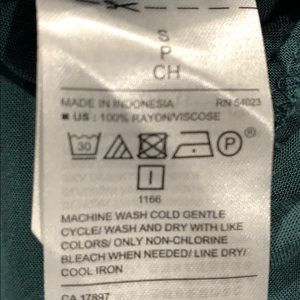 S
P
CH
MADE IN INDONESIA RN 54023
US : 100% RAYON/VISCOSE
30 P ®
1166
MACHINE WASH COLD GENTLE
CYCLE/ WASH AND DRY WITH LIKE
COLORS/ ONLY NON-CHLORINE
BLEACH WHEN NEEDED/ LINE DRY/
COOL IRON
CA 17897